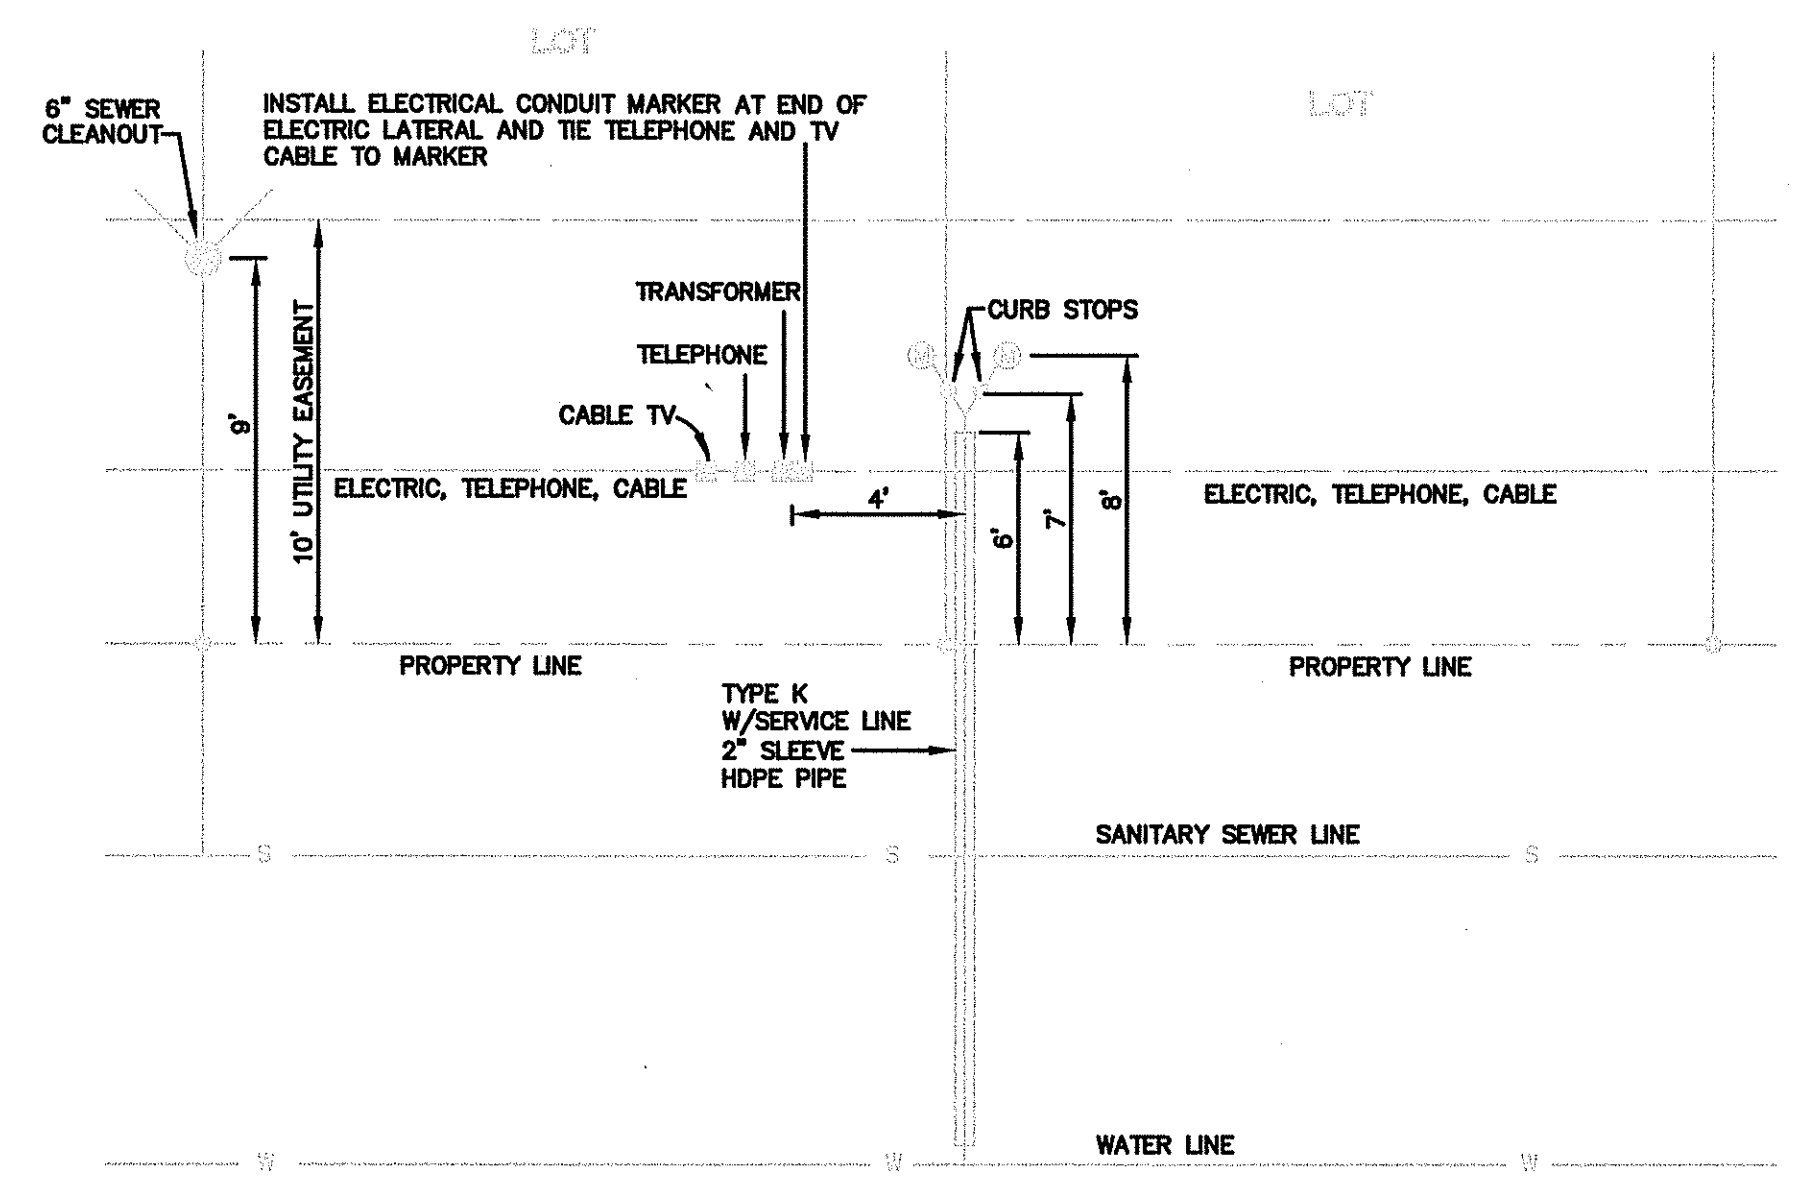 LOT
LOT
6" SEWER
CLEANOUT
INSTALL ELECTRICAL CONDUIT MARKER AT END OF
ELECTRIC LATERAL AND TIE TELEPHONE AND TV
CABLE TO MARKER
TRANSFORMER
CURB STOPS
TELEPHONE
M
M
CABLE TV
9'
10' UTILITY EASEMENT
ELECTRIC, TELEPHONE, CABLE
4'
6'
7'
8'
ELECTRIC, TELEPHONE, CABLE
PROPERTY LINE
PROPERTY LINE
TYPE K
W/SERVICE LINE
2" SLEEVE
HDPE PIPE
SANITARY SEWER LINE
S
S
S
WATER LINE
W
W
W